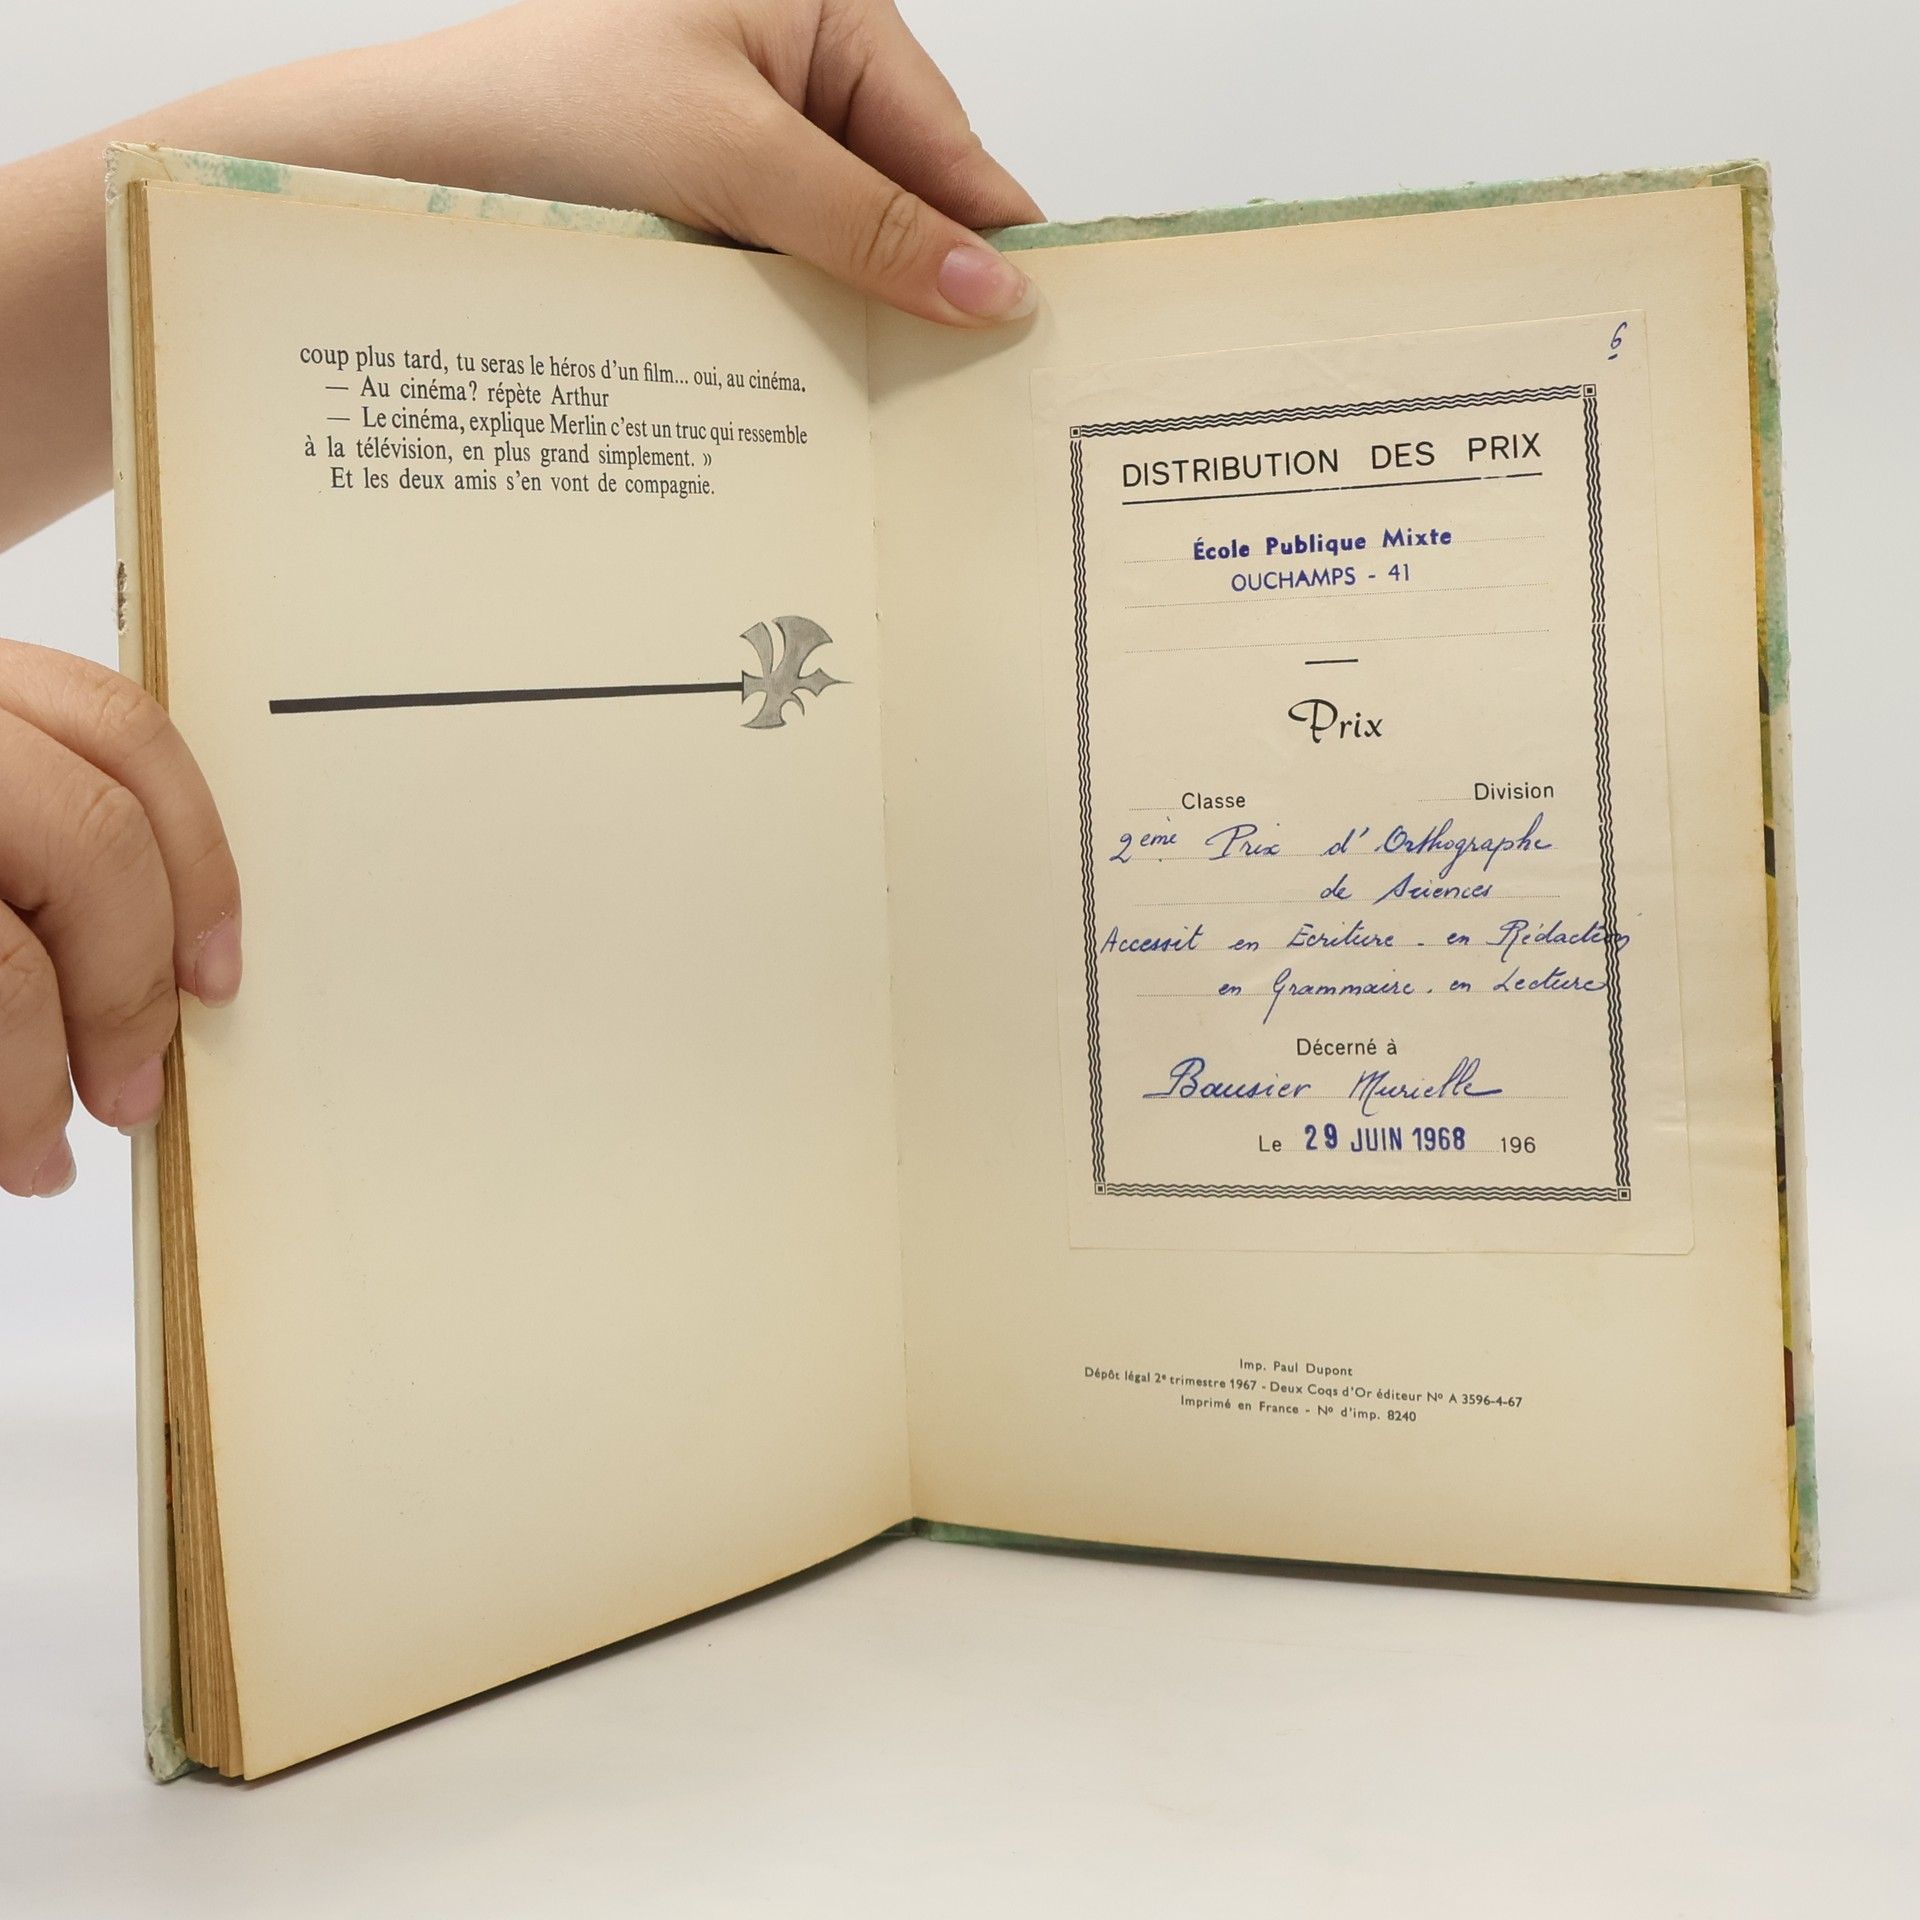 coup plus tard, tu seras le héros d'un film... oui, au cinéma.
— Au cinéma? répète Arthur
— Le cinéma, explique Merlin c'est un truc qui ressemble
à la télévision, en plus grand simplement. »
Et les deux amis s'en vont de compagnie.
6
DISTRIBUTION DES PRIX
École Publique Mixte
OUCHAMPS - 41
Prix
Classe Division
2ème Prix d'Orthographe
de Sciences
Accessit en Ecriture - en Rédaction
en Grammaire. en Lecture
Décerné à
Bausier Murielle
Le 29 JUIN 1968 196
Imp. Paul Dupont
Dépôt légal 2e trimestre 1967 - Deux Coqs d'Or éditeur No A 3596-4-67
Imprimé en France - No d'imp. 8240